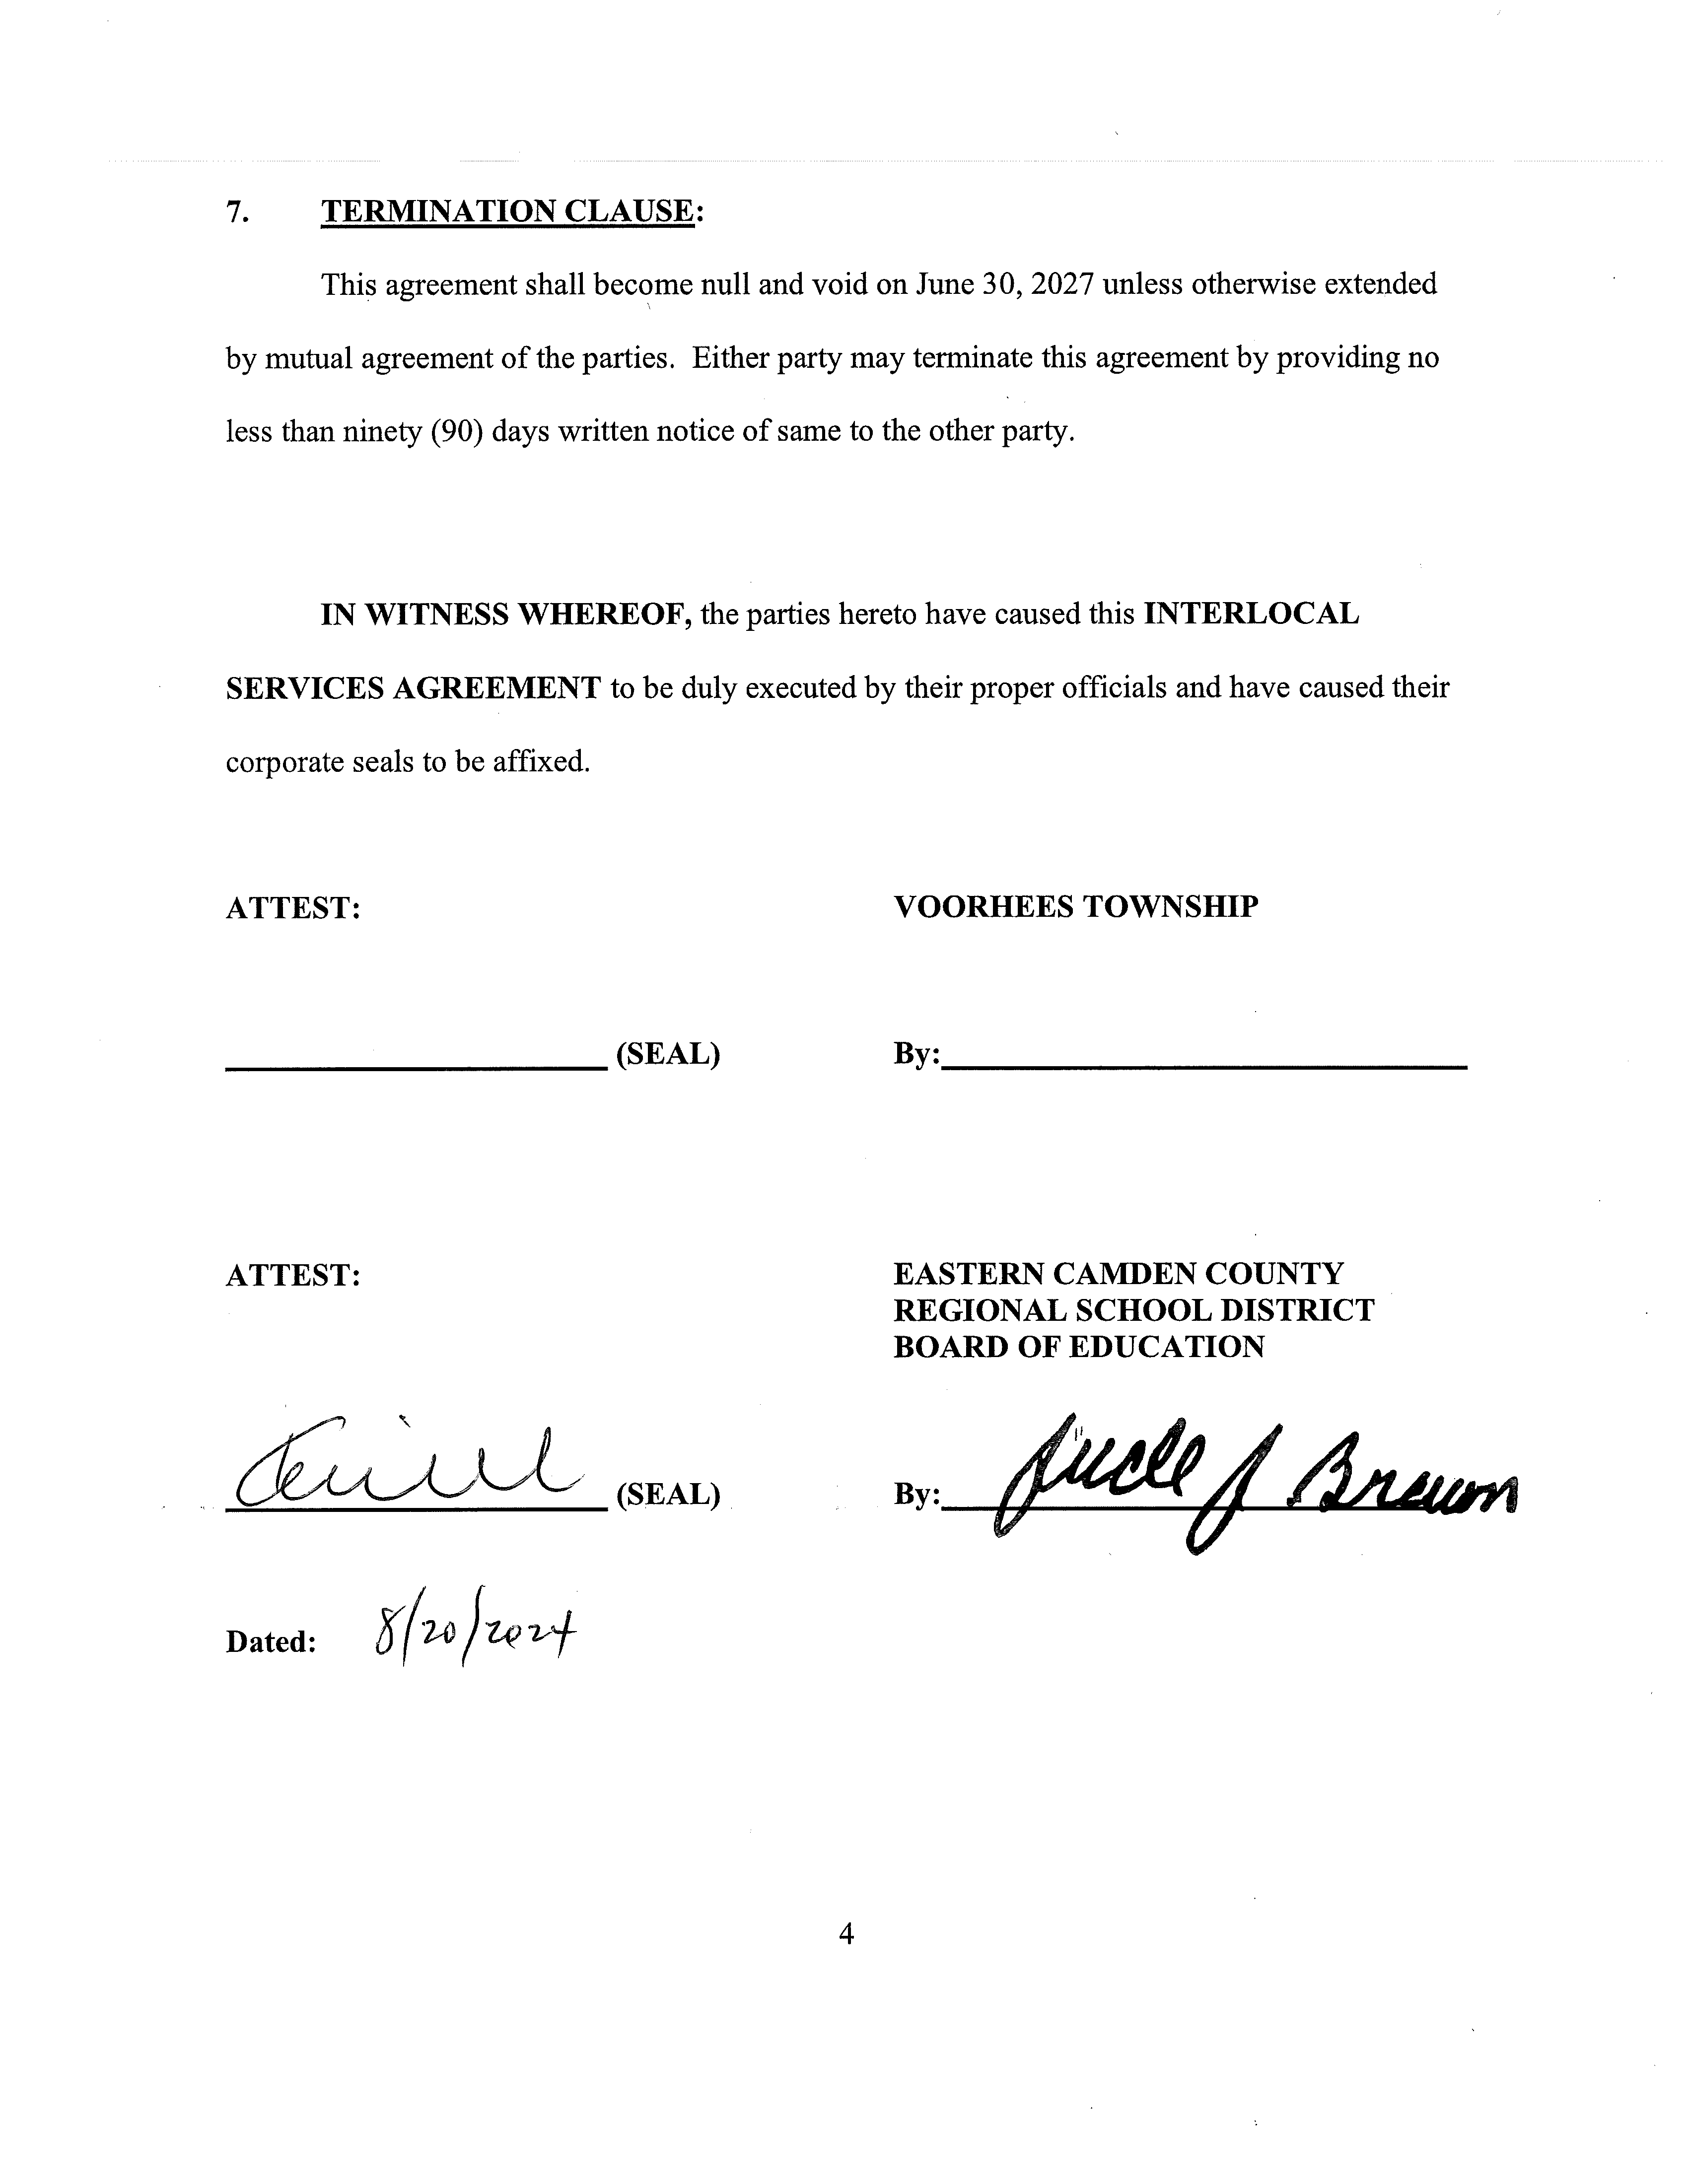 7. TERMINATION CLAUSE:
This agreement shall become null and void on June 30, 2027 unless otherwise extended
by mutual agreement of the parties. Either party may terminate this agreement by providing no
less than ninety (90) days written notice of same to the other party.
IN WITNESS WHEREOF, the parties hereto have caused this INTERLOCAL
SERVICES AGREEMENT to be duly executed by their proper officials and have caused their
corporate seals to be affixed.
ATTEST: VOORHEES TOWNSHIP
(SEAL) By:
ATTEST: EASTERN CAMDEN COUNTY
REGIONAL SCHOOL DISTRICT
BOARD OF EDUCATION
(SEAL) By: J Brown
Dated: 8/20/2024
4